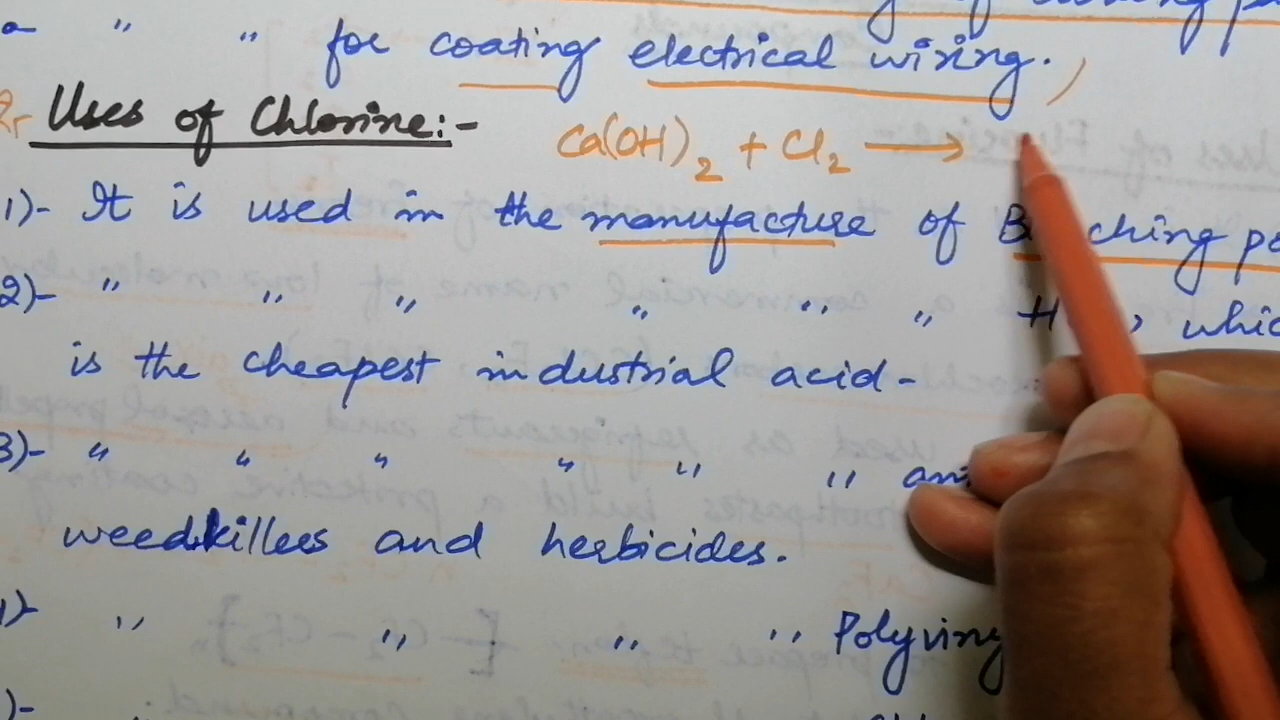 " " for coating electrical wiring.
Uses of Chlorine:-
Ca(OH)₂ + Cl₂ ⟶
1)- It is used in the manufacture of
2)- " " " " " " which
is the cheapest industrial acid-
3)- " " " " " "
weedkillers and herbicides.
" " " "